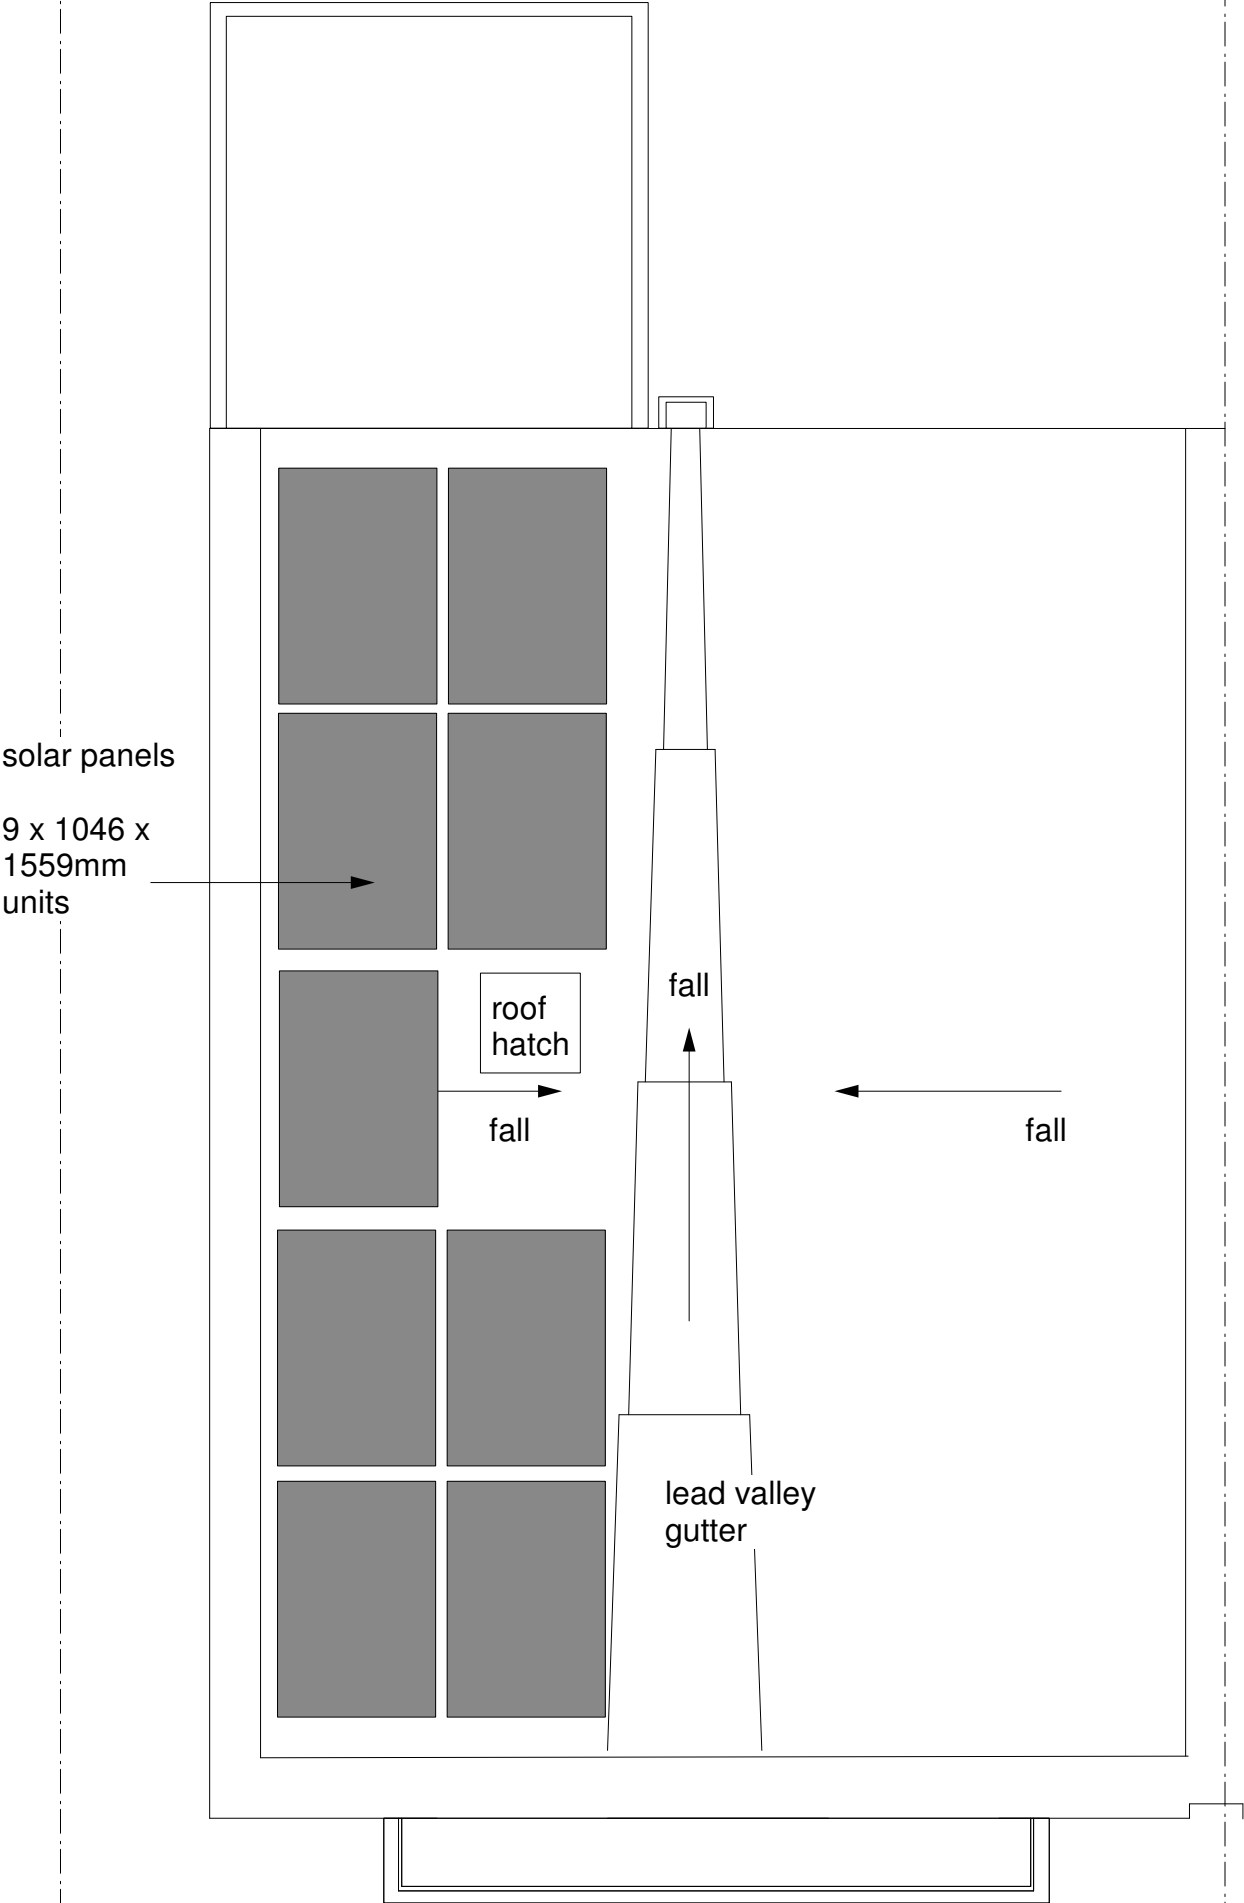 solar panels
9 x 1046 x
1559mm
units
roof
hatch
fall
fall
fall
lead valley
gutter